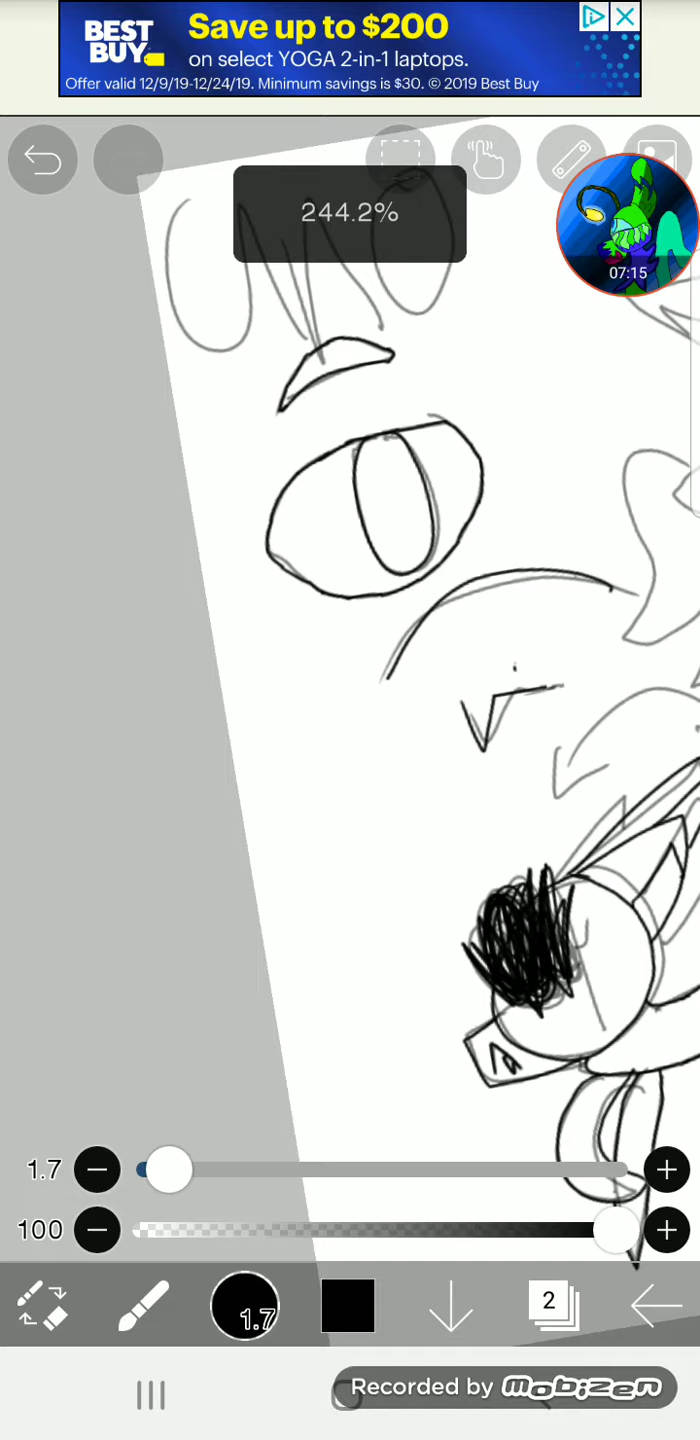 BEST BUY
Save up to $200
on select YOGA 2-in-1 laptops.
Offer valid 12/9/19-12/24/19. Minimum savings is $30. © 2019 Best Buy
244.2%
07:15
1.7
100
1.7
2
Recorded by mobizen